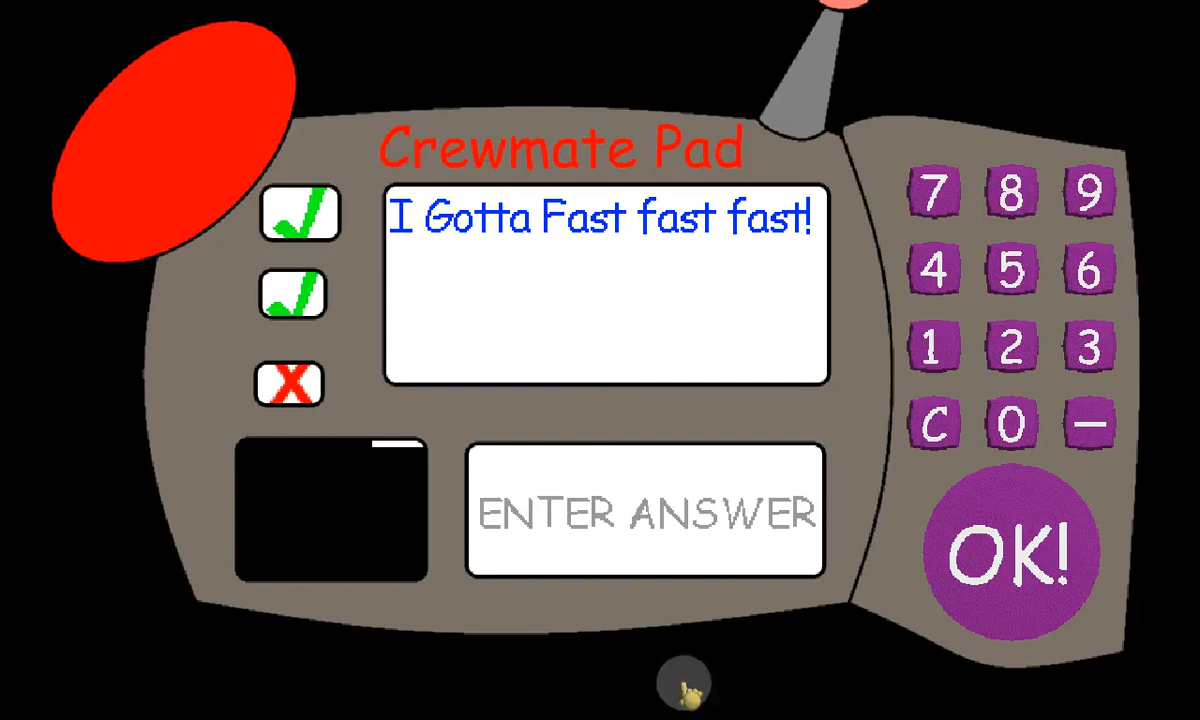 Crewmate Pad
I Gotta Fast fast fast!
7 8 9
4 5 6
X
1 2 3
C 0 —
ENTER ANSWER
OK!